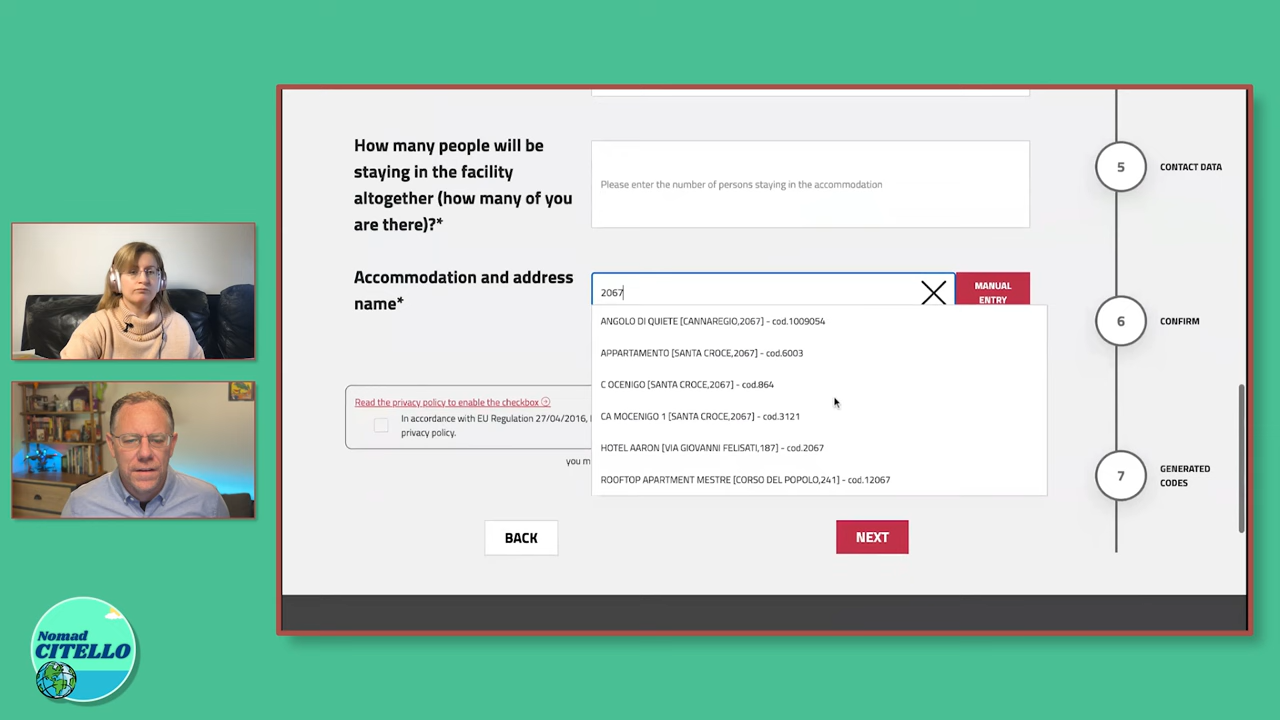 How many people will be
staying in the facility
altogether (how many of you
are there)?*
Please enter the number of persons staying in the accommodation
Accommodation and address
name*
2067
MANUAL
ENTRY
ANGOLO DI QUIETE [CANNAREGIO,2067] - cod.1009054
APPARTAMENTO [SANTA CROCE,2067] - cod.6003
C OCENIGO [SANTA CROCE,2067] - cod.864
CA MOCENIGO 1 [SANTA CROCE,2067] - cod.3121
HOTEL AARON [VIA GIOVANNI FELISATI,187] - cod.2067
ROOFTOP APARTMENT MESTRE [CORSO DEL POPOLO,241] - cod.12067
Read the privacy policy to enable the checkbox
In accordance with EU Regulation 27/04/2016,
privacy policy.
you m
BACK
NEXT
5
CONTACT DATA
6
CONFIRM
7
GENERATED
CODES
Nomad
CITELLO